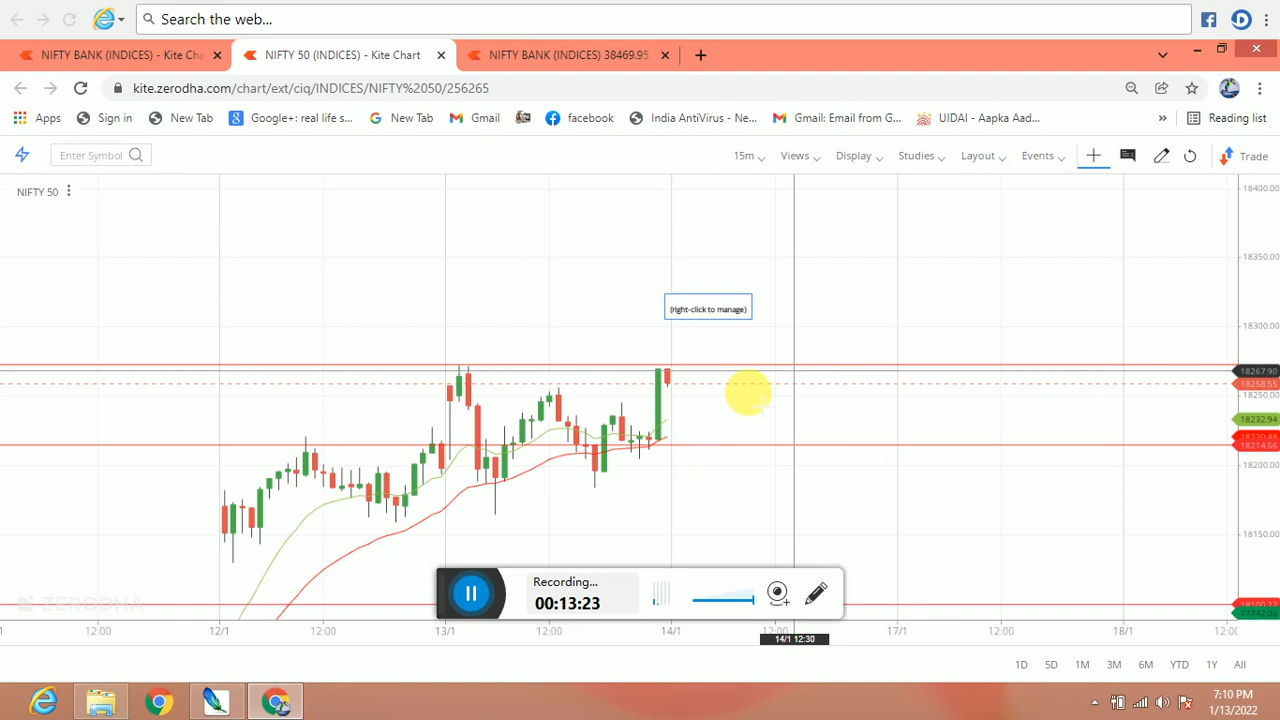 Search the web...
NIFTY BANK (INDICES) - Kite Cha
NIFTY 50 (INDICES) - Kite Chart
NIFTY BANK (INDICES) 38469.95
kite.zerodha.com/chart/ext/ciq/INDICES/NIFTY%2050/256265
Apps
Sign in
New Tab
Google+: real life s...
New Tab
Gmail
facebook
India AntiVirus - Ne...
Gmail: Email from G...
UIDAI - Aapka Aad...
Reading list
Enter Symbol
15m
Views
Display
Studies
Layout
Events
Trade
NIFTY 50
18400.00
18350.00
(right-click to manage)
18300.00
18267.90
18258.55
18250.00
18232.94
18214.56
18200.00
18150.00
Recording...
00:13:23
ZERODHA
17742.05
12:00
12/1
12:00
13/1
12:00
14/1
12:00
17/1
12:00
18/1
14/1 12:30
1D
5D
1M
3M
6M
YTD
1Y
All
7:10 PM
1/13/2022